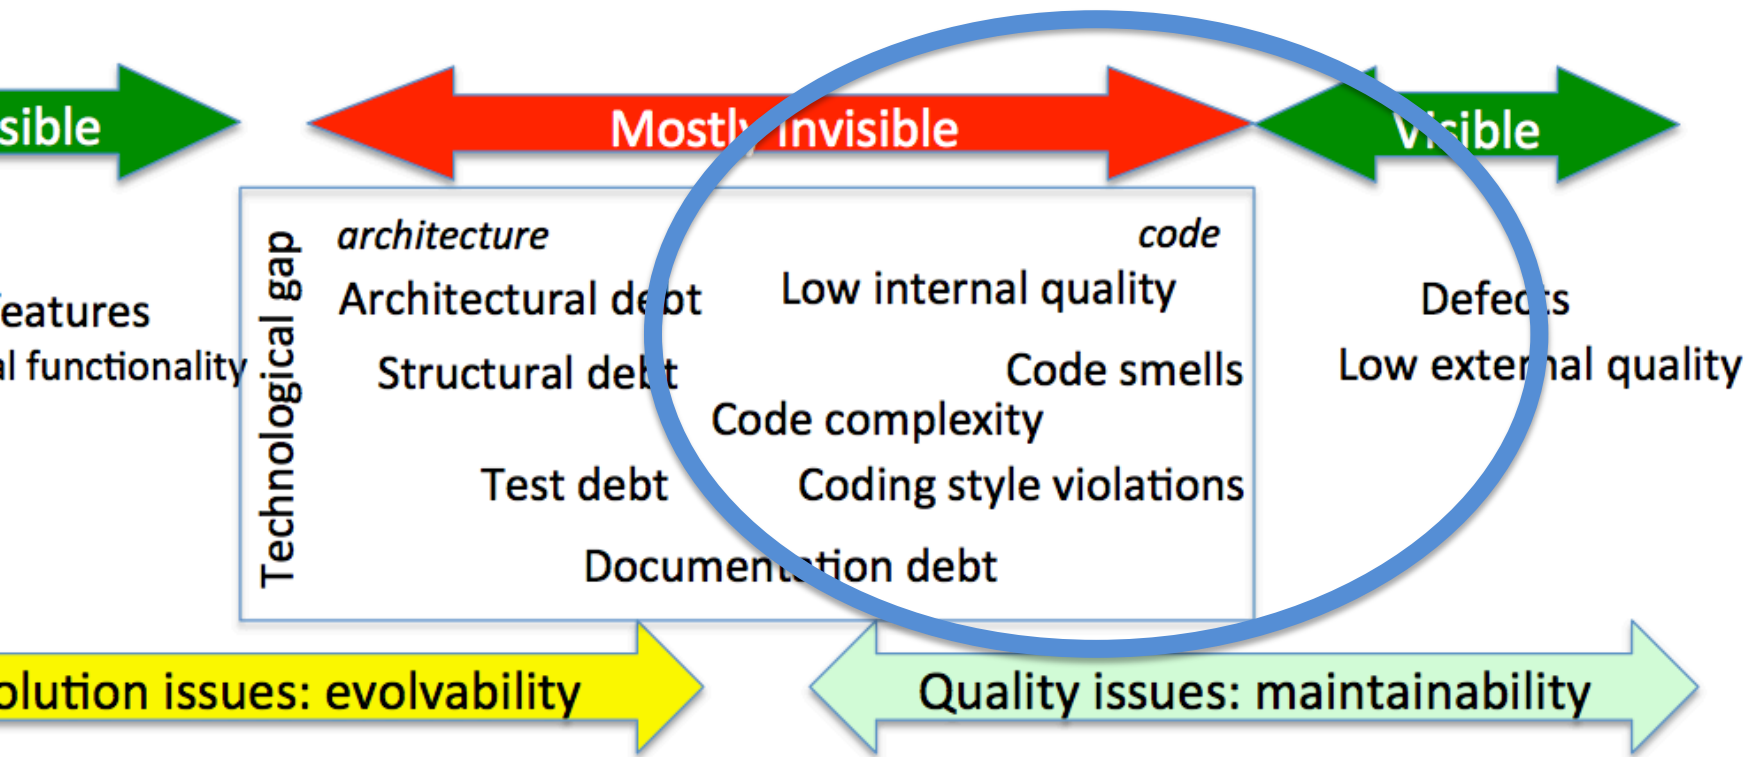 sible
Mostly invisible
Visible
architecture
code
Technological gap
Architectural debt
Low internal quality
Structural debt
Code smells
Code complexity
Test debt
Coding style violations
Documentation debt
eatures
al functionality
Defects
Low external quality
olution issues: evolvability
Quality issues: maintainability